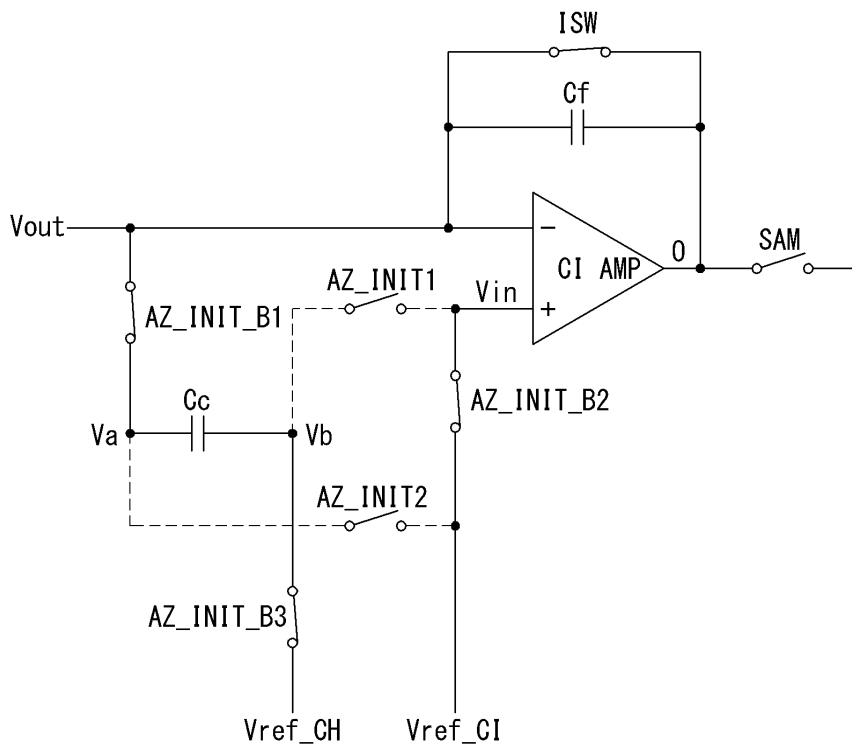 ISW
Cf
Vout
−
CI AMP
O
SAM
AZ_INIT1
Vin
+
AZ_INIT_B1
AZ_INIT_B2
Cc
Va
Vb
AZ_INIT2
AZ_INIT_B3
Vref_CH
Vref_CI